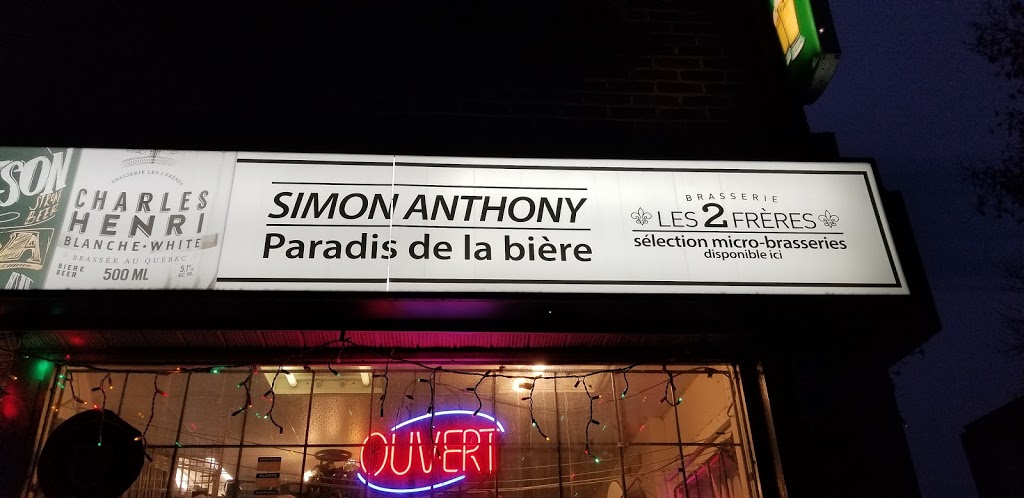 SON
CHARLES
HENRI
BLANCHE • WHITE
BRASSÉE AU QUÉBEC
BIÈRE
BEER
500 ML
SIMON ANTHONY
Paradis de la bière
BRASSERIE
LES 2 FRÈRES
sélection micro-brasseries
disponible ici
OUVERT